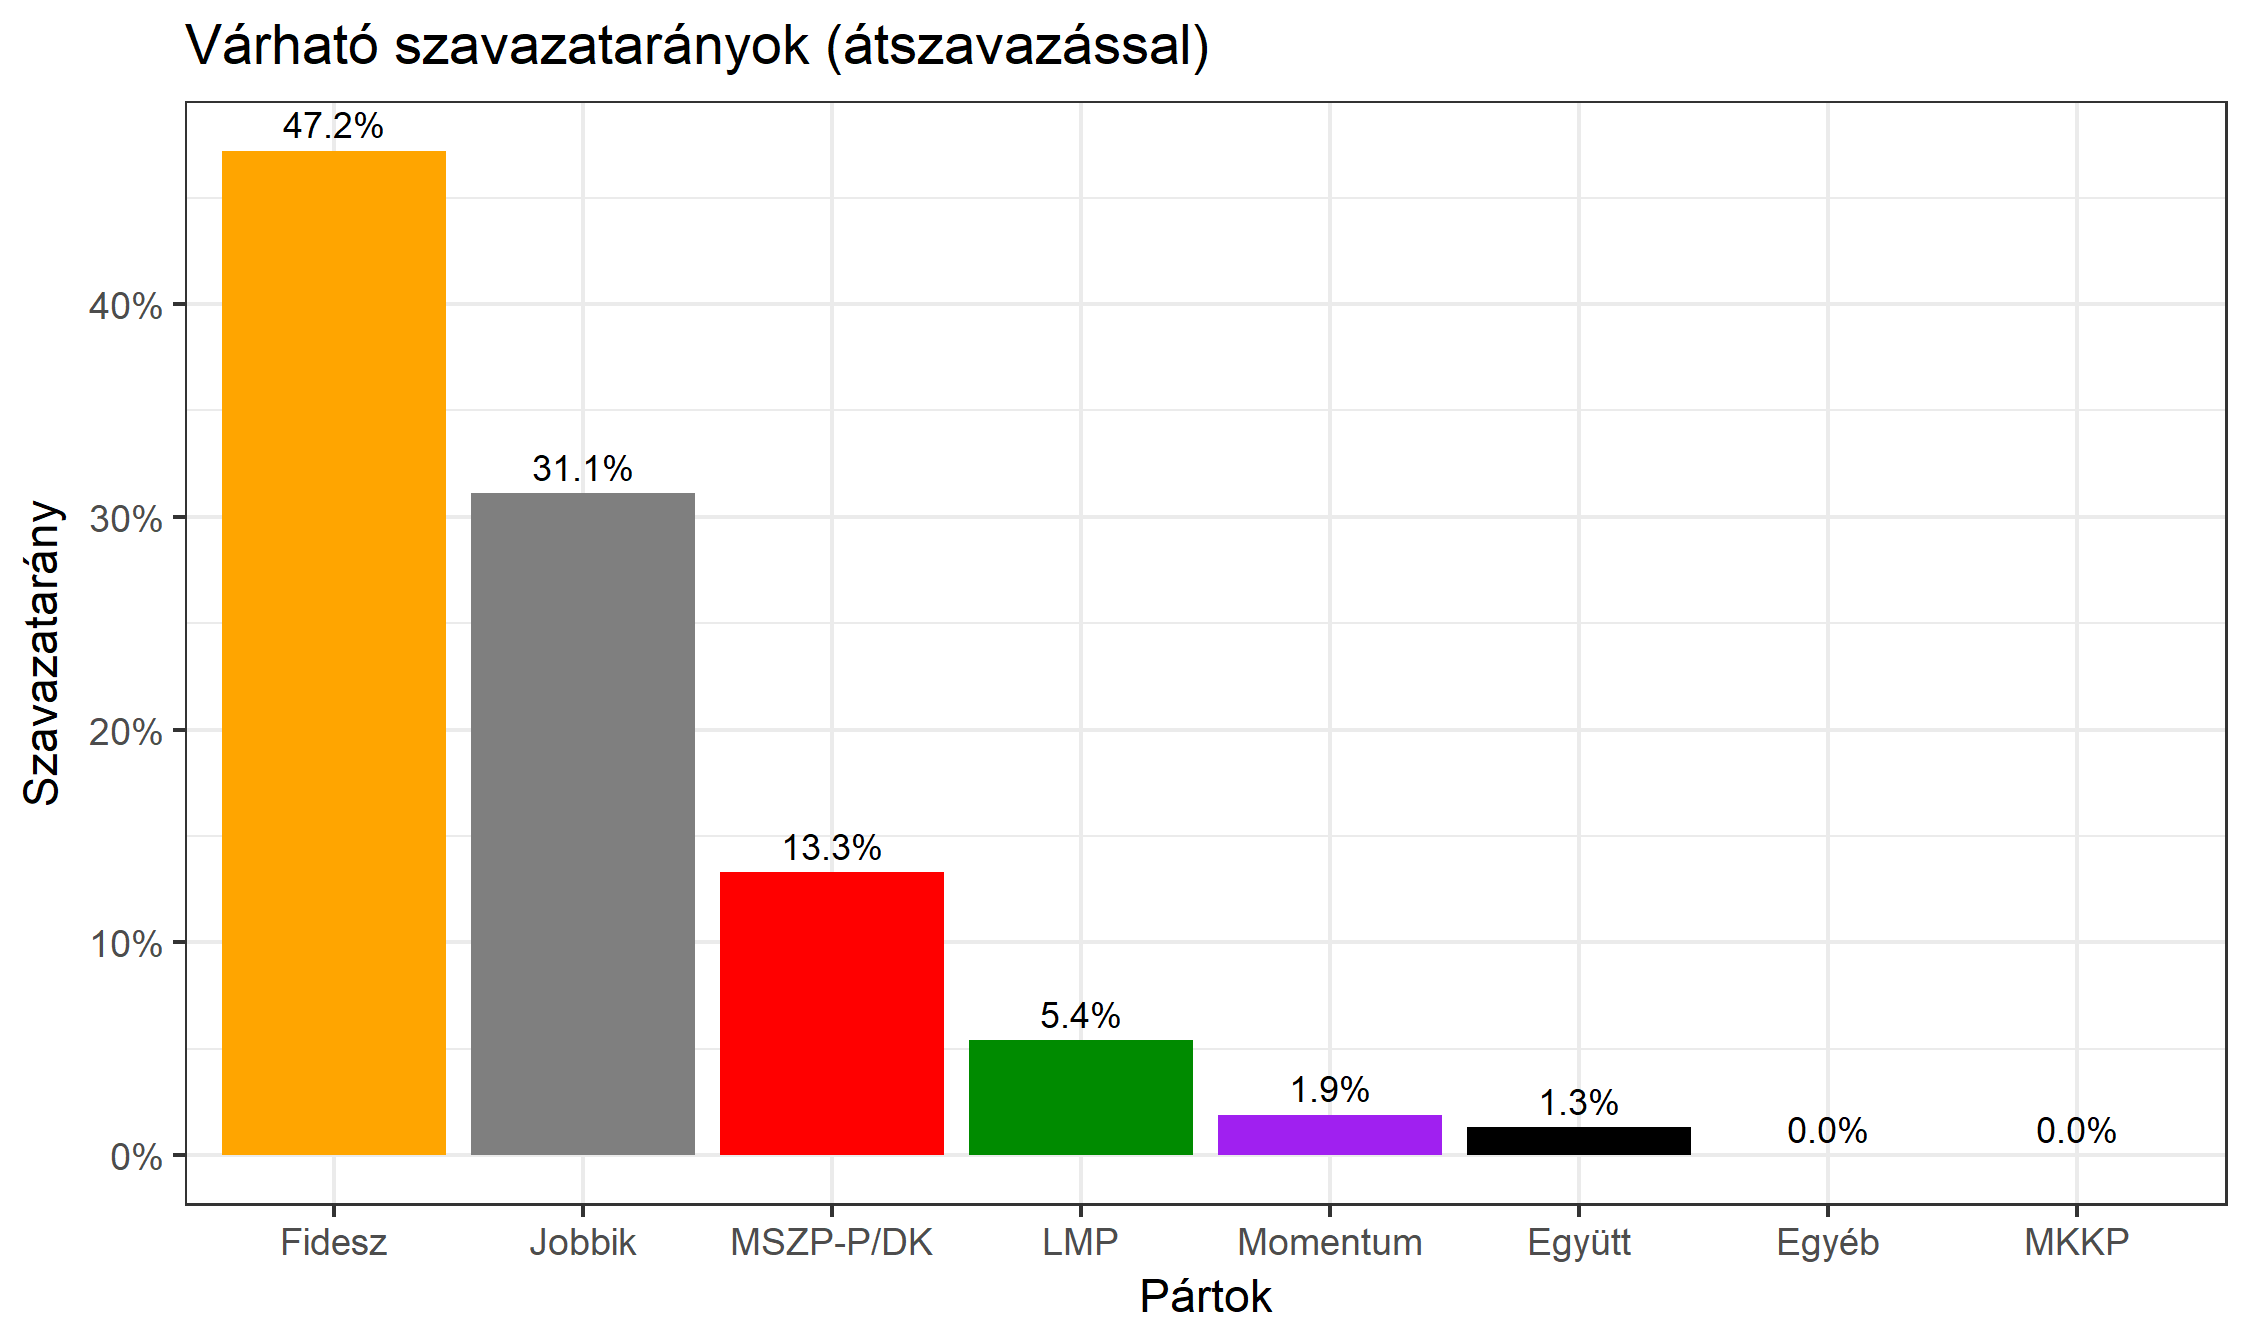 Várható szavazatarányok (átszavazással)
47.2%
31.1%
13.3%
5.4%
1.9%
1.3%
0.0%
0.0%
40%
30%
20%
10%
0%
Szavazatarány
Fidesz
Jobbik
MSZP-P/DK
LMP
Momentum
Együtt
Egyéb
MKKP
Pártok